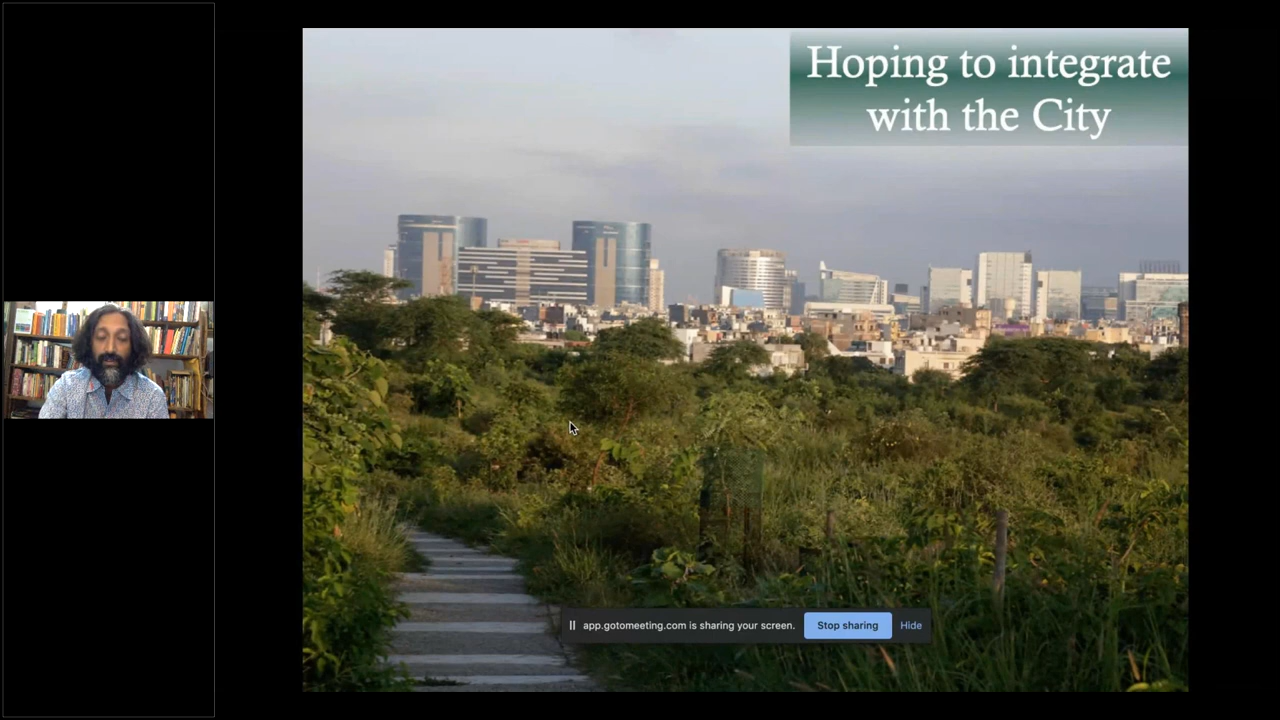 Hoping to integrate
with the City
app.gotomeeting.com is sharing your screen.
Stop sharing
Hide